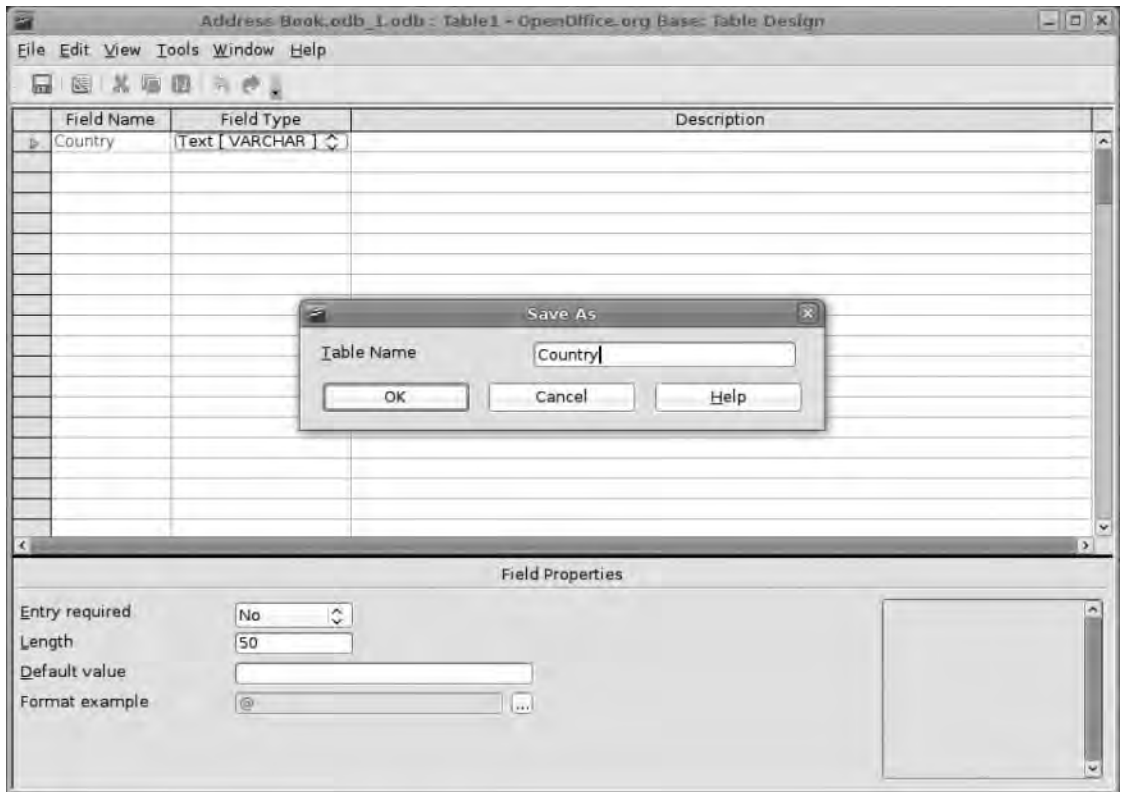 Address Book.odb_1.odb : Table1 - OpenOffice.org Base: Table Design
File Edit View Tools Window Help
Field Name Field Type Description
Country Text [ VARCHAR ]
Save As
Table Name Country
OK Cancel Help
Field Properties
Entry required No
Length 50
Default value
Format example @ ...